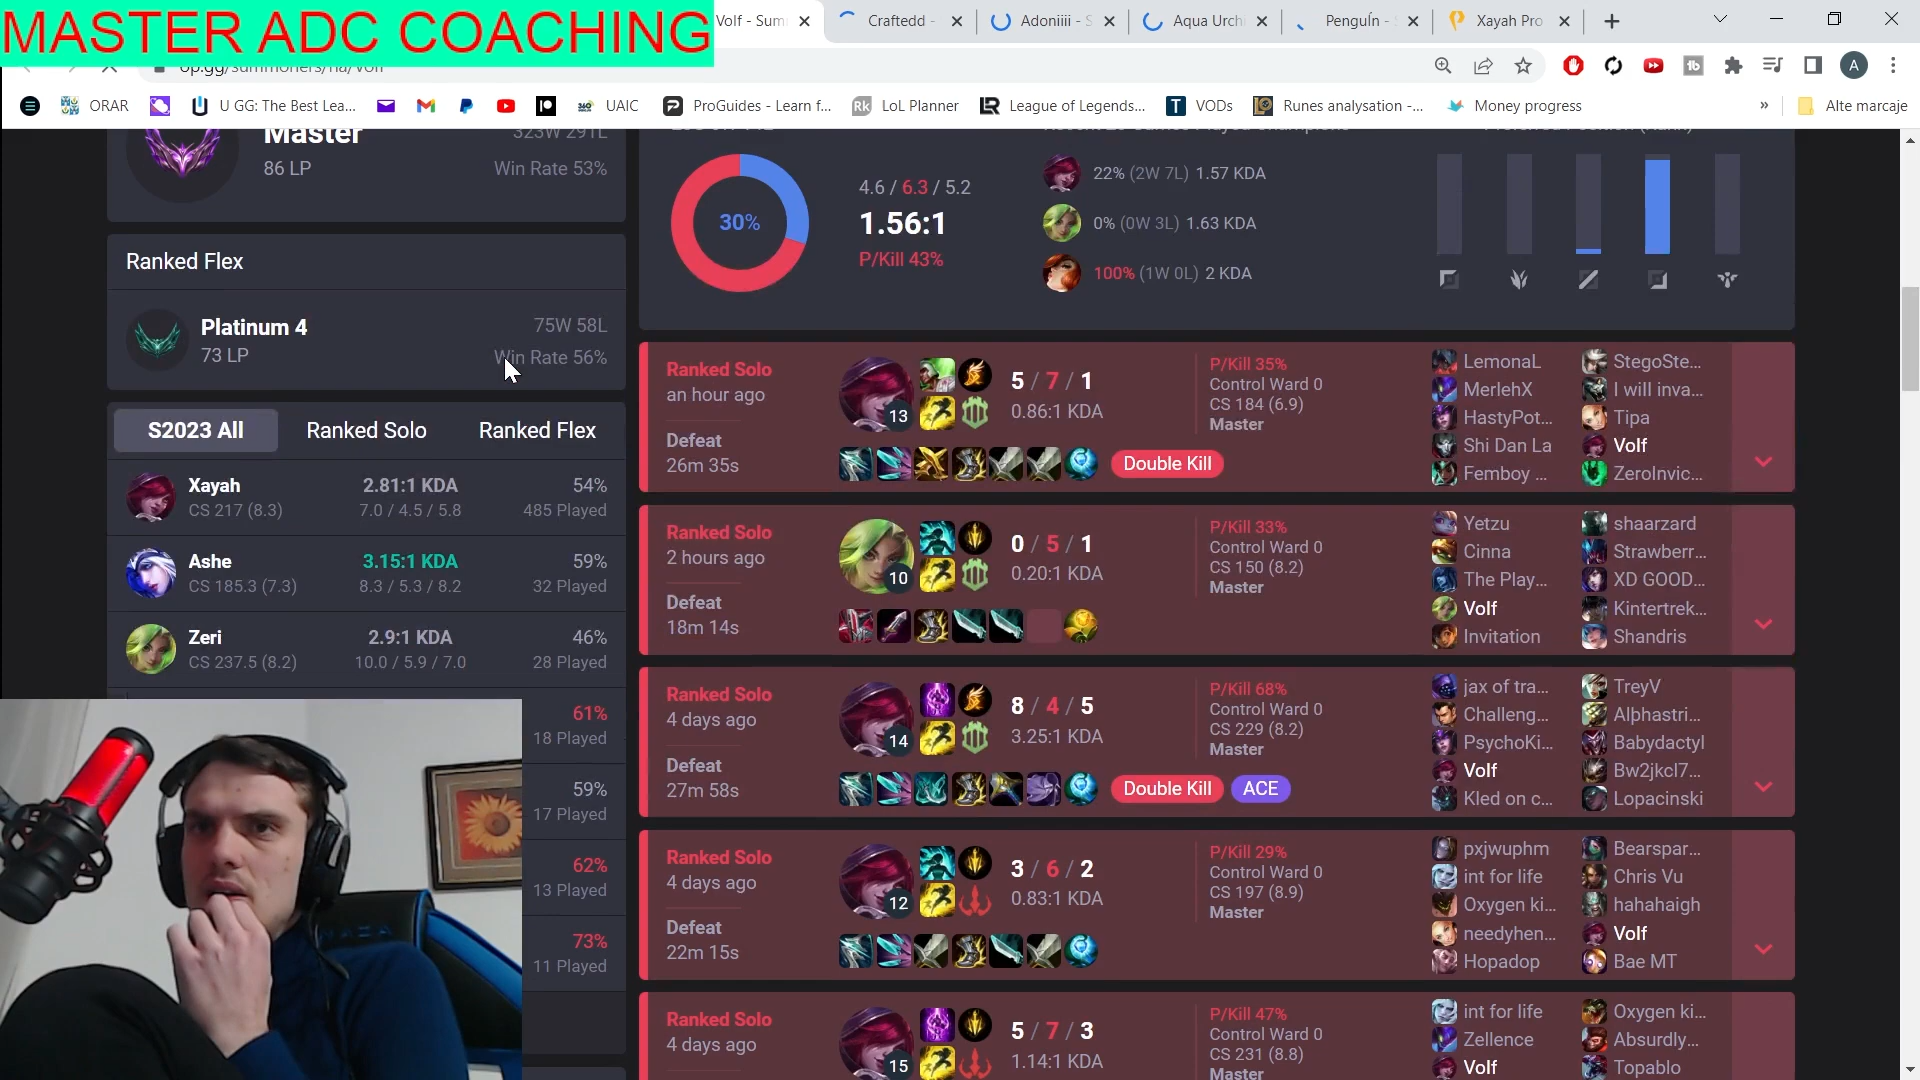 MASTER ADC COACHING
Volf - Sum
Craftedd -
Adoniiii - S
Aqua Urch
PenguÍn -
Xayah Pro
op.gg/summoners/na/volf
ORAR
U GG: The Best Lea...
UAIC
ProGuides - Learn f...
LoL Planner
League of Legends...
VODs
Runes analysation -...
Money progress
»
Alte marcaje
Master
323W 291L
86 LP
Win Rate 53%
Ranked Flex
Platinum 4
75W 58L
73 LP
Win Rate 56%
S2023 All
Ranked Solo
Ranked Flex
Xayah
2.81:1 KDA
54%
CS 217 (8.3)
7.0 / 4.5 / 5.8
485 Played
Ashe
3.15:1 KDA
59%
CS 185.3 (7.3)
8.3 / 5.3 / 8.2
32 Played
Zeri
2.9:1 KDA
46%
CS 237.5 (8.2)
10.0 / 5.9 / 7.0
28 Played
61%
18 Played
59%
17 Played
62%
13 Played
73%
11 Played
30%
4.6 / 6.3 / 5.2
1.56:1
P/Kill 43%
22% (2W 7L) 1.57 KDA
0% (0W 3L) 1.63 KDA
100% (1W 0L) 2 KDA
Ranked Solo
an hour ago
Defeat
26m 35s
13
5 / 7 / 1
0.86:1 KDA
Double Kill
P/Kill 35%
Control Ward 0
CS 184 (6.9)
Master
LemonaL
MerlehX
HastyPot...
Shi Dan La
Femboy ...
StegoSte...
I will inva...
Tipa
Volf
ZeroInvic...
Ranked Solo
2 hours ago
Defeat
18m 14s
10
0 / 5 / 1
0.20:1 KDA
P/Kill 33%
Control Ward 0
CS 150 (8.2)
Master
Yetzu
Cinna
The Play...
Volf
Invitation
shaarzard
Strawberr...
XD GOOD...
Kintertrek...
Shandris
Ranked Solo
4 days ago
Defeat
27m 58s
14
8 / 4 / 5
3.25:1 KDA
Double Kill
ACE
P/Kill 68%
Control Ward 0
CS 229 (8.2)
Master
jax of tra...
Challeng...
PsychoKi...
Volf
Kled on c...
TreyV
Alþhastri...
Babydactyl
Bw2jkcl7...
Lopacinski
Ranked Solo
4 days ago
Defeat
22m 15s
12
3 / 6 / 2
0.83:1 KDA
P/Kill 29%
Control Ward 0
CS 197 (8.9)
Master
pxjwuphm
int for life
Oxygen ki...
needyhen...
Hopadop
Bearspar...
Chris Vu
hahahaigh
Volf
Bae MT
Ranked Solo
4 days ago
15
5 / 7 / 3
1.14:1 KDA
P/Kill 47%
Control Ward 0
CS 231 (8.8)
Master
int for life
Zellence
Volf
Oxygen ki...
Absurdly...
Topablo